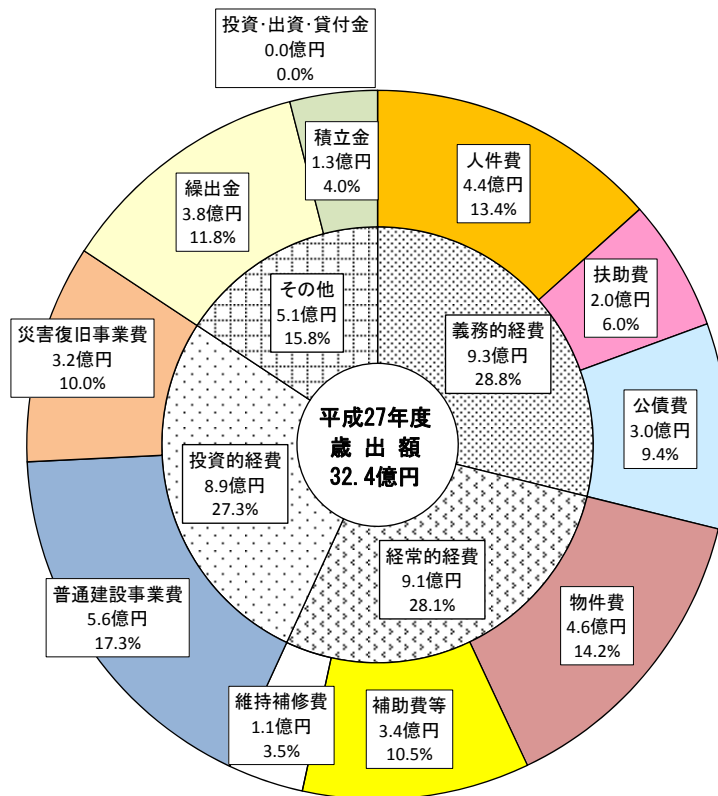 投資・出資・貸付金
0.0億円
0.0%
積立金
1.3億円
4.0%
人件費
4.4億円
13.4%
繰出金
3.8億円
11.8%
扶助費
2.0億円
6.0%
その他
5.1億円
15.8%
義務的経費
9.3億円
28.8%
災害復旧事業費
3.2億円
10.0%
公債費
3.0億円
9.4%
平成27年度
歳 出 額
32.4億円
投資的経費
8.9億円
27.3%
経常的経費
9.1億円
28.1%
物件費
4.6億円
14.2%
普通建設事業費
5.6億円
17.3%
維持補修費
1.1億円
3.5%
補助費等
3.4億円
10.5%